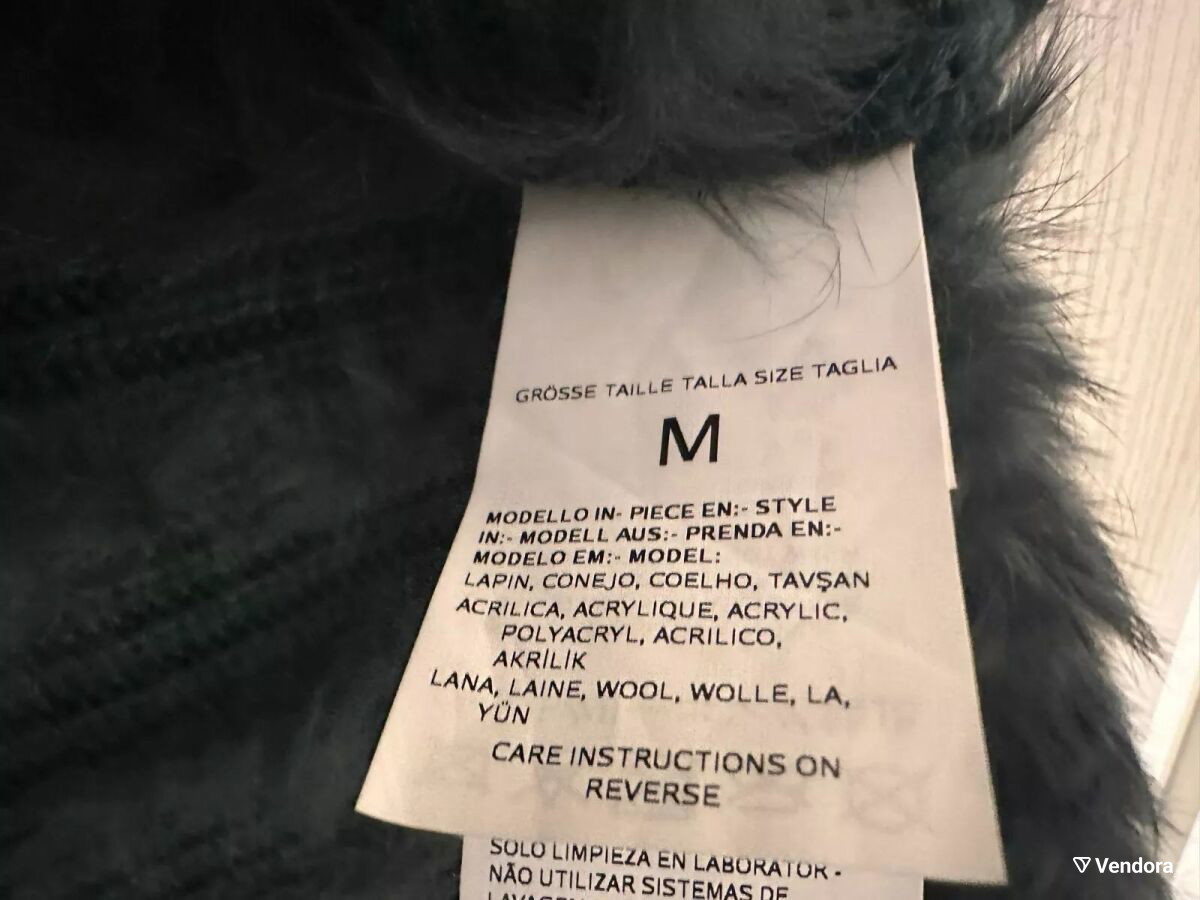 GRÖSSE TAILLE TALLA SIZE TAGLIA
M
MODELLO IN- PIECE EN:- STYLE
IN:- MODELL AUS:- PRENDA EN:-
MODELO EM:- MODEL:
LAPIN, CONEJO, COELHO, TAVŞAN
ACRILICA, ACRYLIQUE, ACRYLIC,
POLYACRYL, ACRILICO,
AKRİLİK
LANA, LAINE, WOOL, WOLLE, LA,
YÜN
CARE INSTRUCTIONS ON
REVERSE
SOLO LIMPIEZA EN LABORATOR -
NÃO UTILIZAR SISTEMAS DE
Vendora